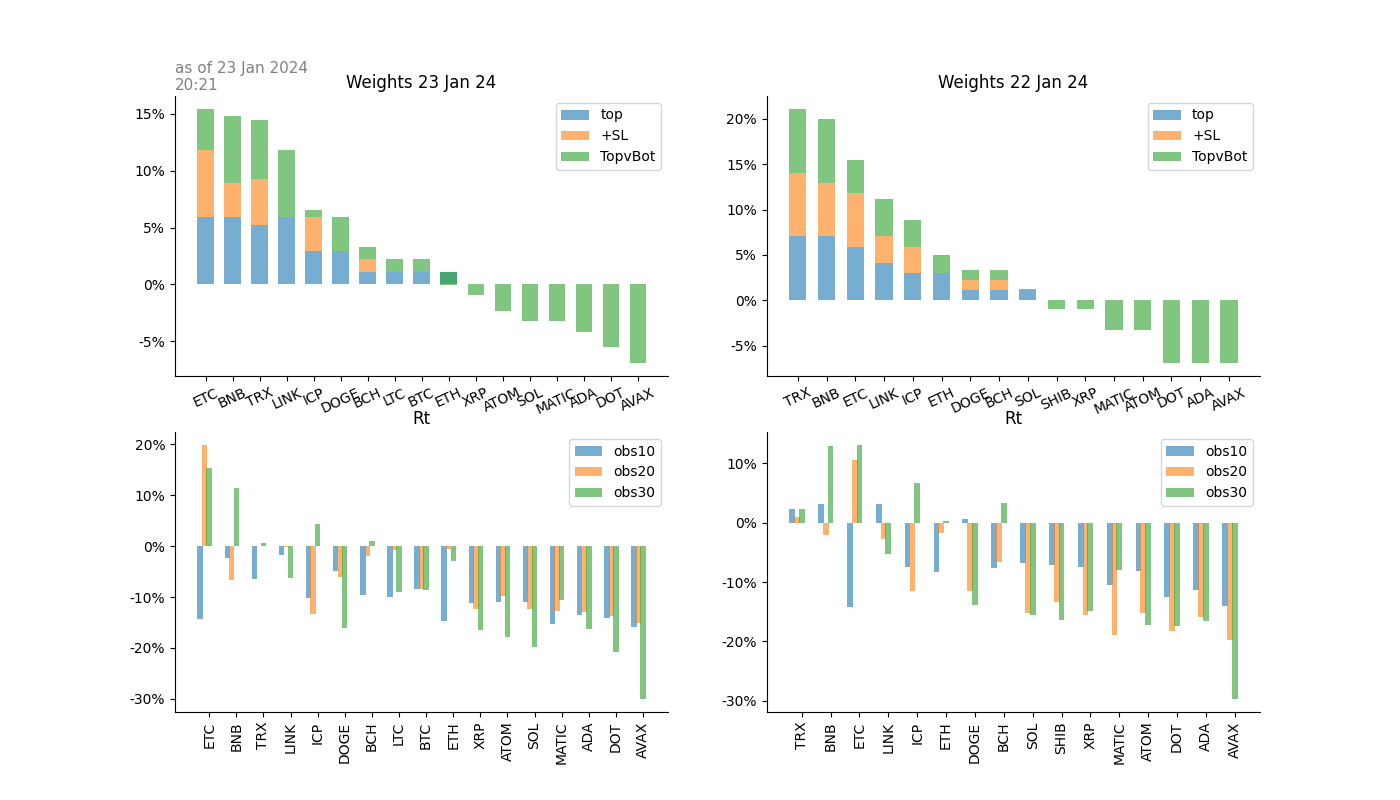 as of 23 Jan 2024
20:21
Weights 23 Jan 24
15%
10%
5%
0%
-5%
top
+SL
TopvBot
ETC BNB TRX LINK ICP DOGE BCH LTC BTC ETH XRP ATOM SOL MATIC ADA DOT AVAX
Weights 22 Jan 24
20%
15%
10%
5%
0%
-5%
top
+SL
TopvBot
TRX BNB ETC LINK ICP ETH DOGE BCH SOL SHIB XRP MATIC ATOM DOT ADA AVAX
Rt
20%
10%
0%
-10%
-20%
-30%
obs10
obs20
obs30
ETC BNB TRX LINK ICP DOGE BCH LTC BTC ETH XRP ATOM SOL MATIC ADA DOT AVAX
Rt
10%
0%
-10%
-20%
-30%
obs10
obs20
obs30
TRX BNB ETC LINK ICP ETH DOGE BCH SOL SHIB XRP MATIC ATOM DOT ADA AVAX